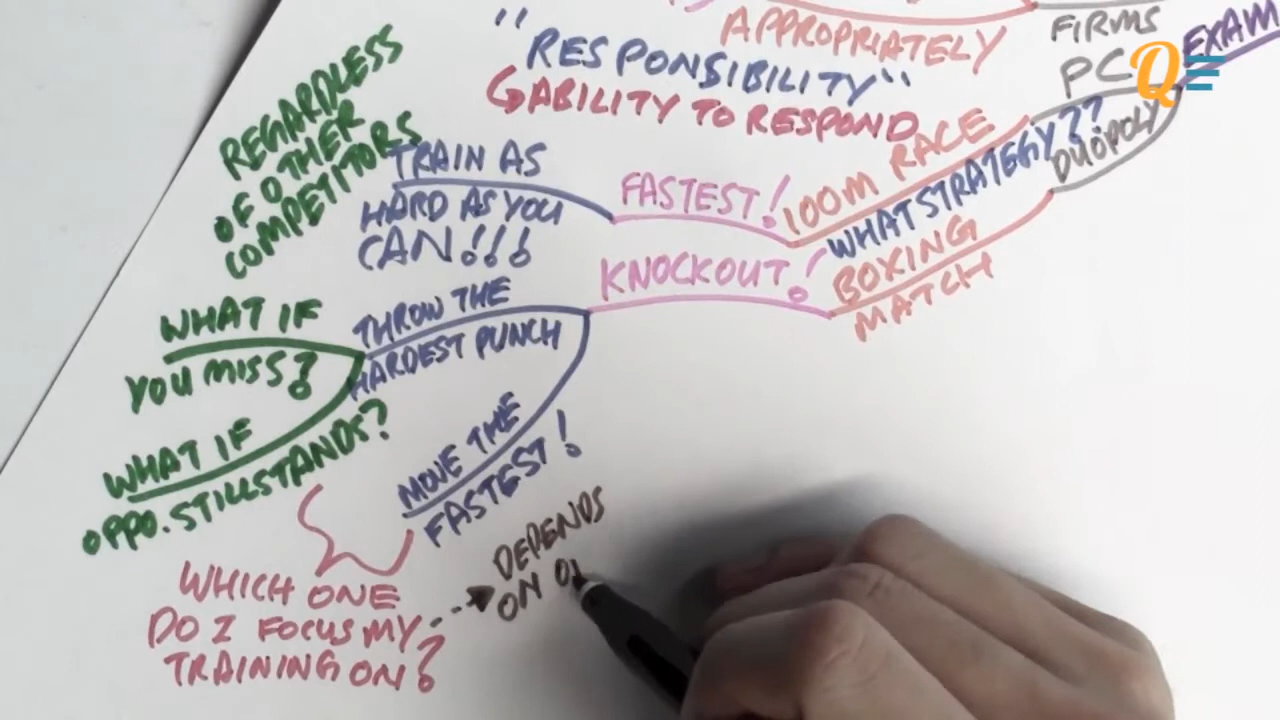 APPROPRIATELY
FIRMS
PC
EXAM
"RESPONSIBILITY"
ABILITY TO RESPOND
100M RACE
WHAT STRATEGY??
DUOPOLY
BOXING
MATCH
FASTEST!
TRAIN AS
HARD AS YOU
CAN!!!
REGARDLESS
OF OTHER
COMPETITORS
KNOCKOUT!
THROW THE
HARDEST PUNCH
WHAT IF
YOU MISS?
WHAT IF
OPPO. STILL STANDS?
MOVE THE
FASTEST!
WHICH ONE
DO I FOCUS MY
TRAINING ON?
DEPENDS
ON